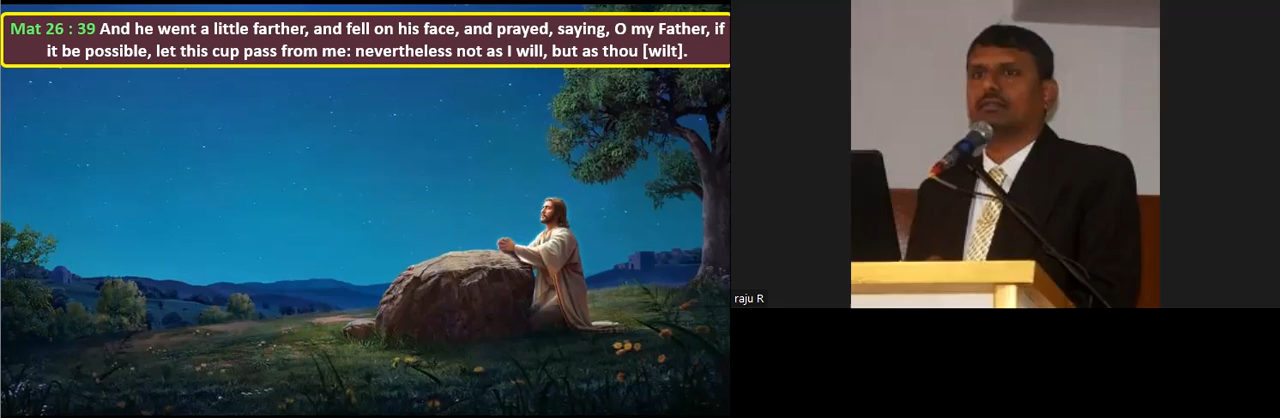 Mat 26 : 39 And he went a little farther, and fell on his face, and prayed, saying, O my Father, if
it be possible, let this cup pass from me: nevertheless not as I will, but as thou [wilt].
raju R